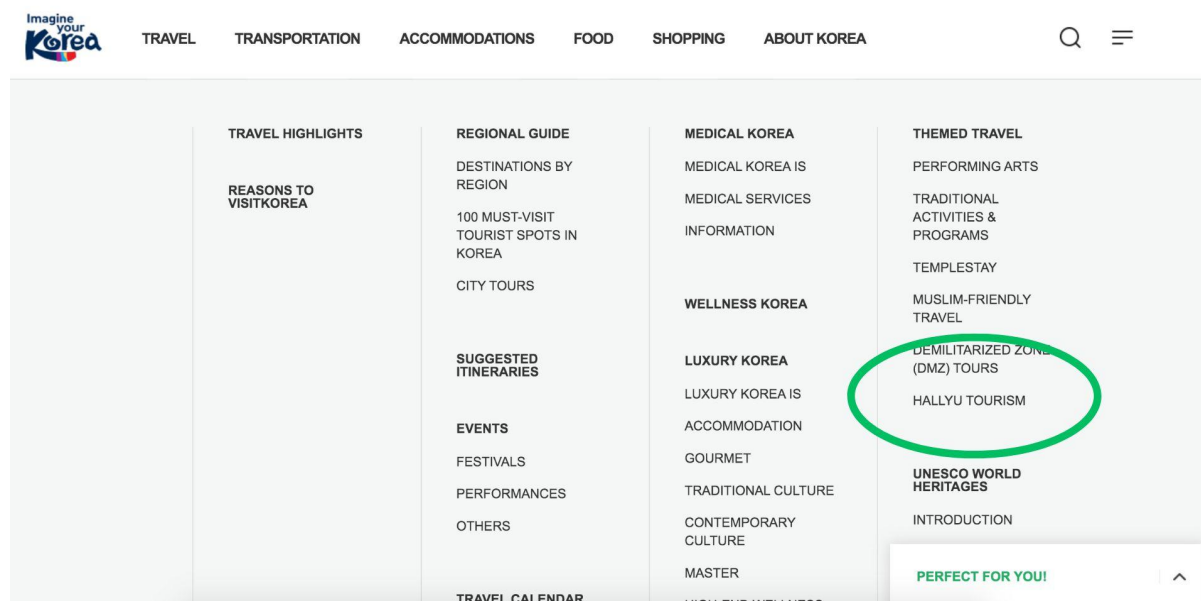 Imagine
your
Korea
TRAVEL
TRANSPORTATION
ACCOMMODATIONS
FOOD
SHOPPING
ABOUT KOREA
TRAVEL HIGHLIGHTS
REASONS TO
VISITKOREA
REGIONAL GUIDE
DESTINATIONS BY
REGION
100 MUST-VISIT
TOURIST SPOTS IN
KOREA
CITY TOURS
SUGGESTED
ITINERARIES
EVENTS
FESTIVALS
PERFORMANCES
OTHERS
TRAVEL CALENDAR
MEDICAL KOREA
MEDICAL KOREA IS
MEDICAL SERVICES
INFORMATION
WELLNESS KOREA
LUXURY KOREA
LUXURY KOREA IS
ACCOMMODATION
GOURMET
TRADITIONAL CULTURE
CONTEMPORARY
CULTURE
MASTER
HIGH-END WELLNESS
THEMED TRAVEL
PERFORMING ARTS
TRADITIONAL
ACTIVITIES &
PROGRAMS
TEMPLESTAY
MUSLIM-FRIENDLY
TRAVEL
DEMILITARIZED ZONE
(DMZ) TOURS
HALLYU TOURISM
UNESCO WORLD
HERITAGES
INTRODUCTION
PERFECT FOR YOU!